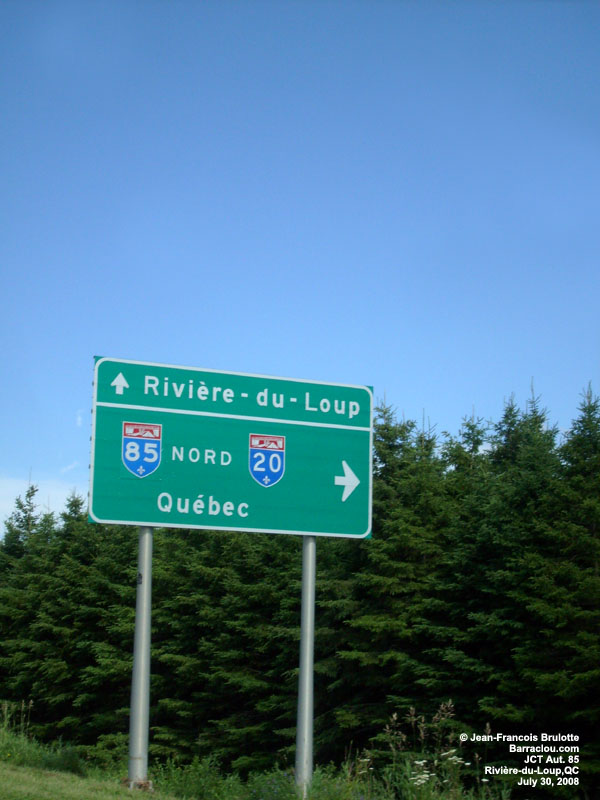 Rivière-du-Loup
85 NORD 20
Québec
© Jean-Francois Brulotte
Barraclou.com
JCT Aut. 85
Rivière-du-Loup,QC
July 30, 2008